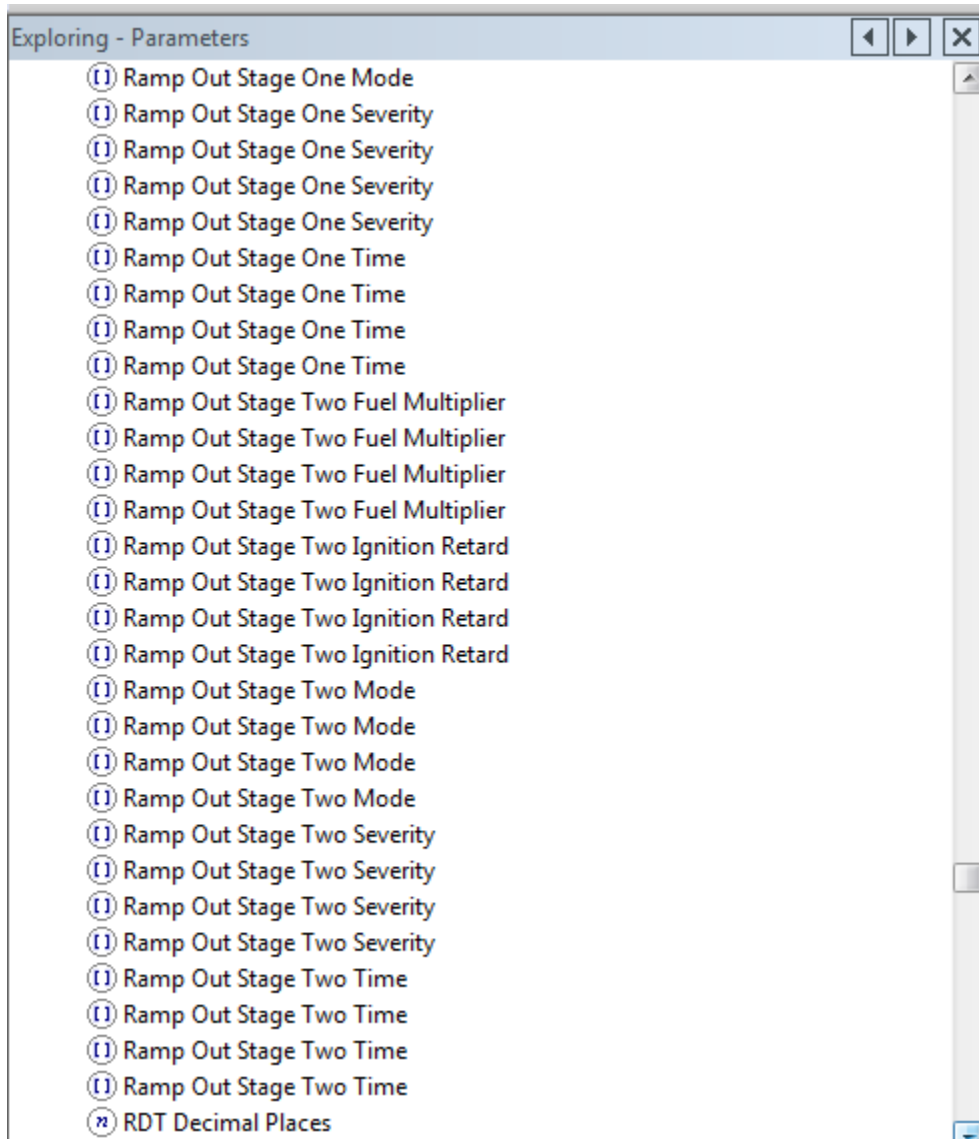 Exploring - Parameters
[] Ramp Out Stage One Mode
[] Ramp Out Stage One Severity
[] Ramp Out Stage One Severity
[] Ramp Out Stage One Severity
[] Ramp Out Stage One Severity
[] Ramp Out Stage One Time
[] Ramp Out Stage One Time
[] Ramp Out Stage One Time
[] Ramp Out Stage One Time
[] Ramp Out Stage Two Fuel Multiplier
[] Ramp Out Stage Two Fuel Multiplier
[] Ramp Out Stage Two Fuel Multiplier
[] Ramp Out Stage Two Fuel Multiplier
[] Ramp Out Stage Two Ignition Retard
[] Ramp Out Stage Two Ignition Retard
[] Ramp Out Stage Two Ignition Retard
[] Ramp Out Stage Two Ignition Retard
[] Ramp Out Stage Two Mode
[] Ramp Out Stage Two Mode
[] Ramp Out Stage Two Mode
[] Ramp Out Stage Two Mode
[] Ramp Out Stage Two Severity
[] Ramp Out Stage Two Severity
[] Ramp Out Stage Two Severity
[] Ramp Out Stage Two Severity
[] Ramp Out Stage Two Time
[] Ramp Out Stage Two Time
[] Ramp Out Stage Two Time
[] Ramp Out Stage Two Time
n RDT Decimal Places